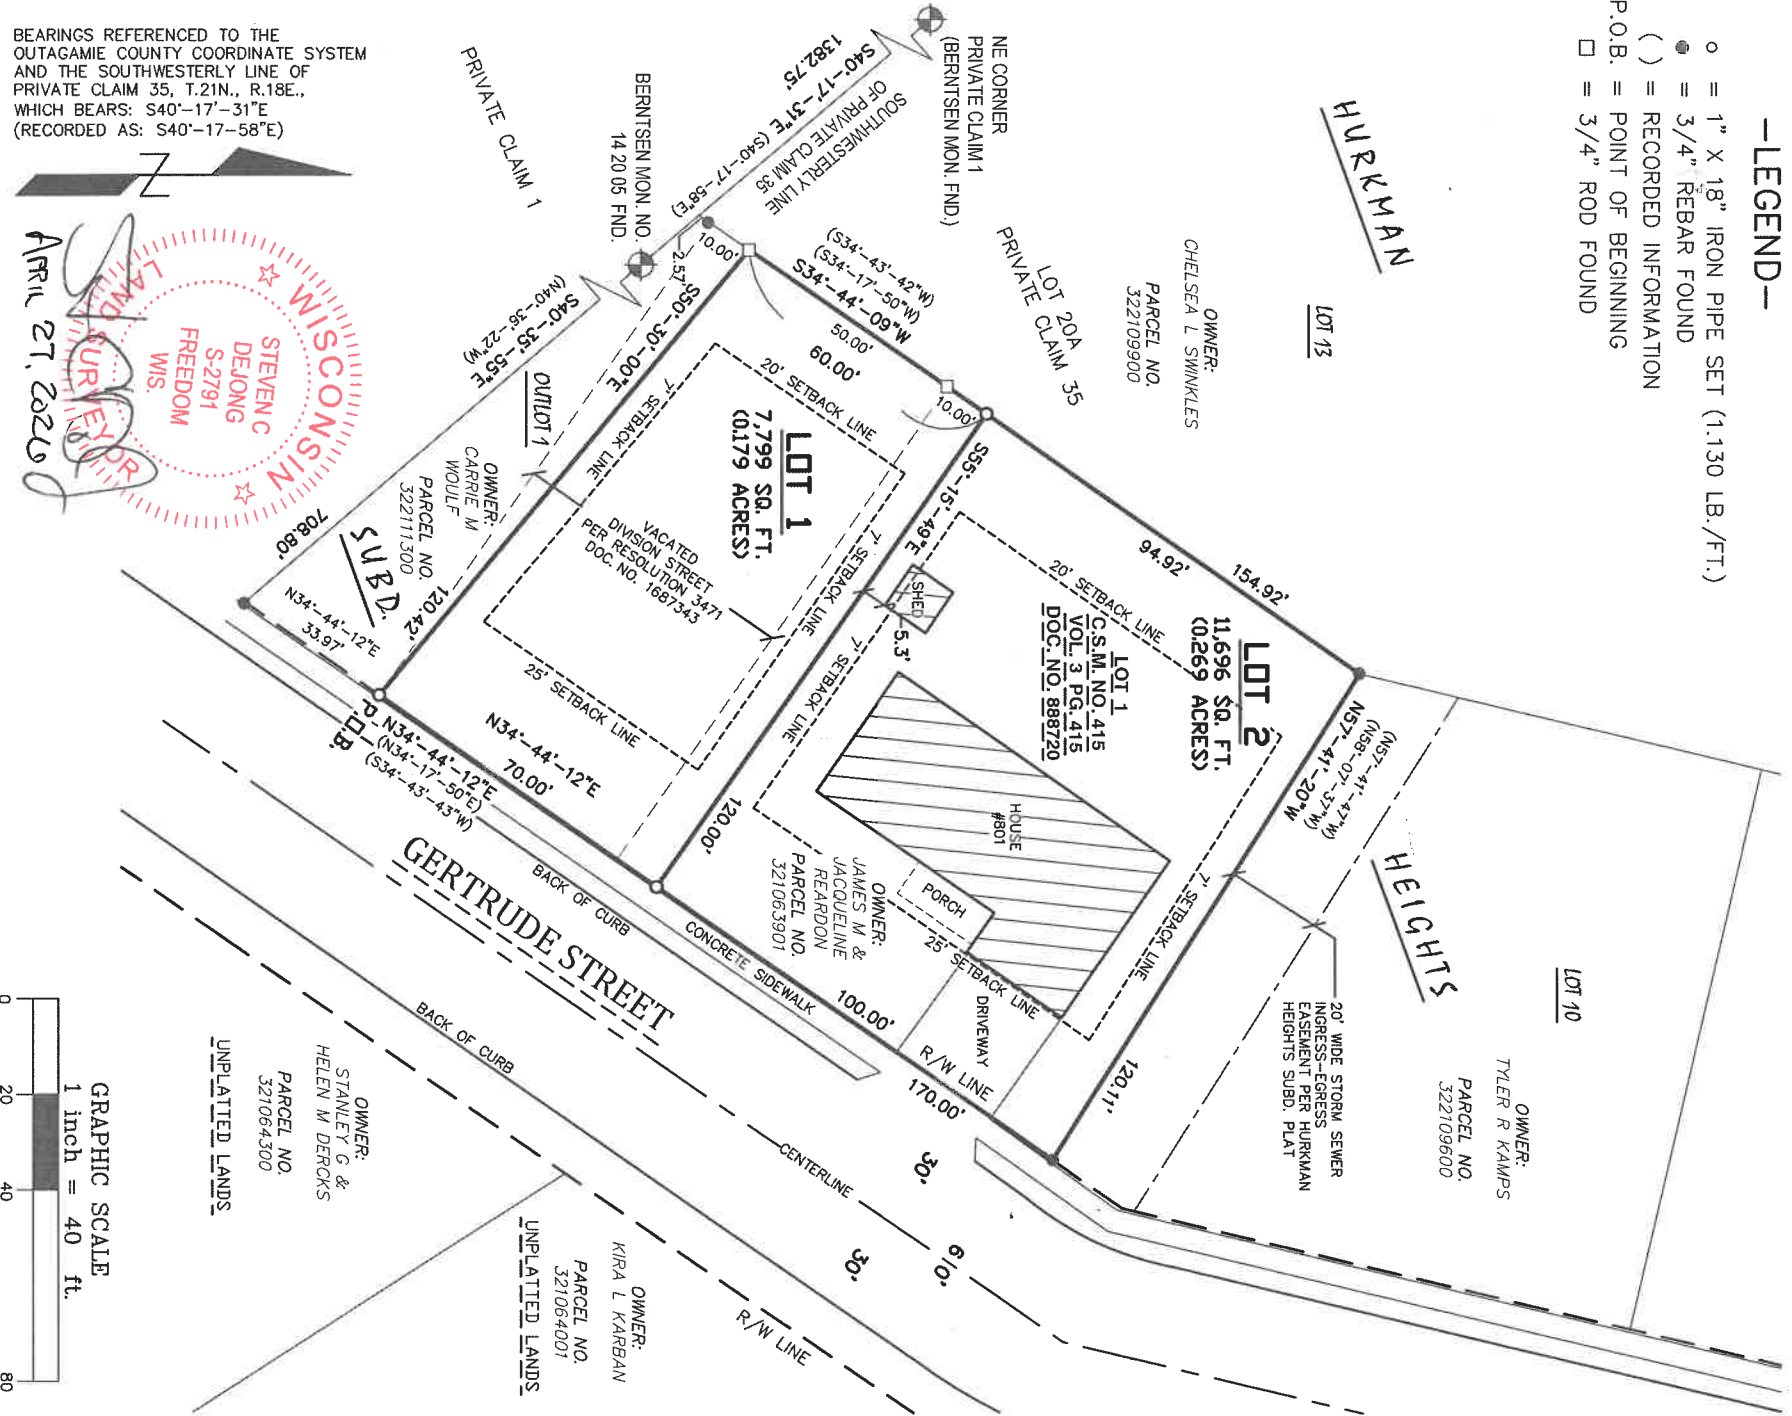 —LEGEND—
○ = 1" X 18" IRON PIPE SET (1.130 LB./FT.)
● = 3/4" REBAR FOUND
( ) = RECORDED INFORMATION
P.O.B. = POINT OF BEGINNING
□ = 3/4" ROD FOUND
BEARINGS REFERENCED TO THE
OUTAGAMIE COUNTY COORDINATE SYSTEM
AND THE SOUTHWESTERLY LINE OF
PRIVATE CLAIM 35, T.21N., R.18E.,
WHICH BEARS: S40°-17'-31"E
(RECORDED AS: S40°-17-58"E)
N
WISCONSIN
LAND SURVEYOR
STEVEN C
DEJONG
S-2791
FREEDOM
WIS.
APRIL 27, 2026
NE CORNER
PRIVATE CLAIM 1
(BERNTSEN MON. FND.)
S40°-17'-31"E (S40°-17'-58"E)
1382.75'
SOUTHWESTERLY LINE
OF PRIVATE CLAIM 35
PRIVATE CLAIM 1
BERNTSEN MON. NO.
14 20 05 FND.
HURKMAN
LOT 13
OWNER:
CHELSEA L SWINKLES
PARCEL NO.
322109900
LOT 20A
PRIVATE CLAIM 35
(S34°-43'-42"W)
(S34°-17'-50"W)
S34°-44'-09"W
10.00'
2.57'
50.00'
60.00'
10.00'
S50°-30'-00"E
S40°-35'-55"E
(N40°-36'-22"W)
OUTLOT 1
OWNER:
CARRIE M
WOULF
PARCEL NO.
322111300
SUBD.
708.80'
N34°-44'-12"E
33.97'
120.42'
LOT 1
7,799 SQ. FT.
(0.179 ACRES)
20' SETBACK LINE
7' SETBACK LINE
7' SETBACK LINE
25' SETBACK LINE
VACATED
DIVISION STREET
PER RESOLUTION 3471
DOC. NO. 1687343
S55°-15'-49"E
120.00'
N34°-44'-12"E
70.00'
P.O.B.
N34°-44'-12"E
(N34°-17'-50"E)
(S34°-43'-43"W)
94.92'
154.92'
LOT 2
11,696 SQ. FT.
(0.269 ACRES)
LOT 1
C.S.M. NO. 415
VOL. 3 PG. 415
DOC. NO. 888720
20' SETBACK LINE
SHED
5.3'
7' SETBACK LINE
HOUSE
#801
PORCH
25' SETBACK LINE
7' SETBACK LINE
OWNER:
JAMES M &
JACQUELINE
REARDON
PARCEL NO.
321063901
DRIVEWAY
100.00'
R/W LINE
170.00'
N57°-41'-20"W
(N58°-07'-37"W)
(N57°-41'-47"W)
120.11'
HEIGHTS
LOT 10
20' WIDE STORM SEWER
INGRESS-EGRESS
EASEMENT PER HURKMAN
HEIGHTS SUBD. PLAT
OWNER:
TYLER R KAMPS
PARCEL NO.
322109600
BACK OF CURB
CONCRETE SIDEWALK
GERTRUDE STREET
BACK OF CURB
CENTERLINE
30'
60'
30'
R/W LINE
OWNER:
STANLEY G &
HELEN M DERCKS
PARCEL NO.
321064300
UNPLATTED LANDS
OWNER:
KIRA L KARBAN
PARCEL NO.
321064001
UNPLATTED LANDS
GRAPHIC SCALE
1 inch = 40 ft.
0 20 40 80